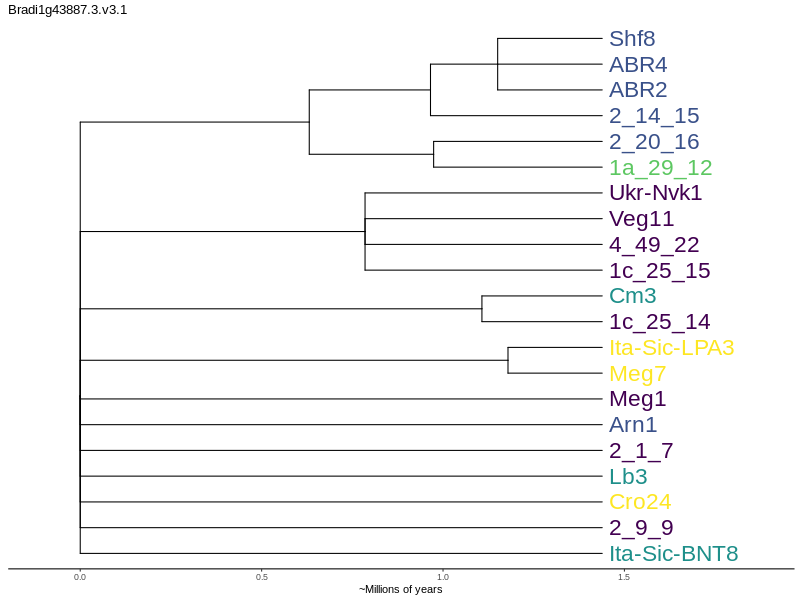 Bradi1g43887.3.v3.1
Shf8
ABR4
ABR2
2_14_15
2_20_16
1a_29_12
Ukr-Nvk1
Veg11
4_49_22
1c_25_15
Cm3
1c_25_14
Ita-Sic-LPA3
Meg7
Meg1
Arn1
2_1_7
Lb3
Cro24
2_9_9
Ita-Sic-BNT8
0.0 0.5 1.0 1.5
~Millions of years